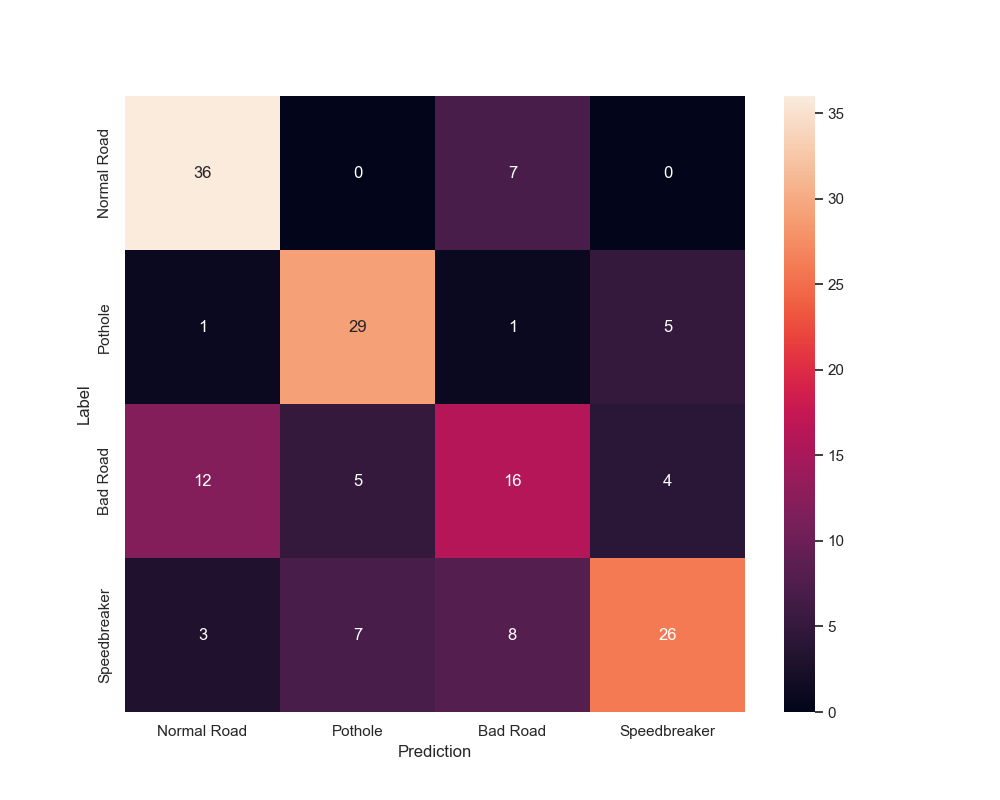 Normal Road
36 0 7 0
Pothole
1 29 1 5
Label
Bad Road
12 5 16 4
Speedbreaker
3 7 8 26
Normal Road Pothole Bad Road Speedbreaker
Prediction
35
30
25
20
15
10
5
0